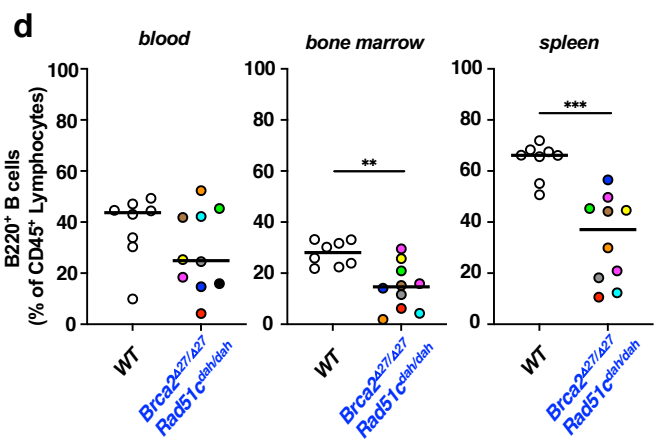 d
blood
bone marrow
spleen
B220⁺ B cells
(% of CD45⁺ Lymphocytes)
100
80
60
40
20
0
WT
Brca2^Δ27/Δ27
Rad51c^dah/dah
100
80
60
40
20
0
**
WT
Brca2^Δ27/Δ27
Rad51c^dah/dah
100
80
60
40
20
0
***
WT
Brca2^Δ27/Δ27
Rad51c^dah/dah